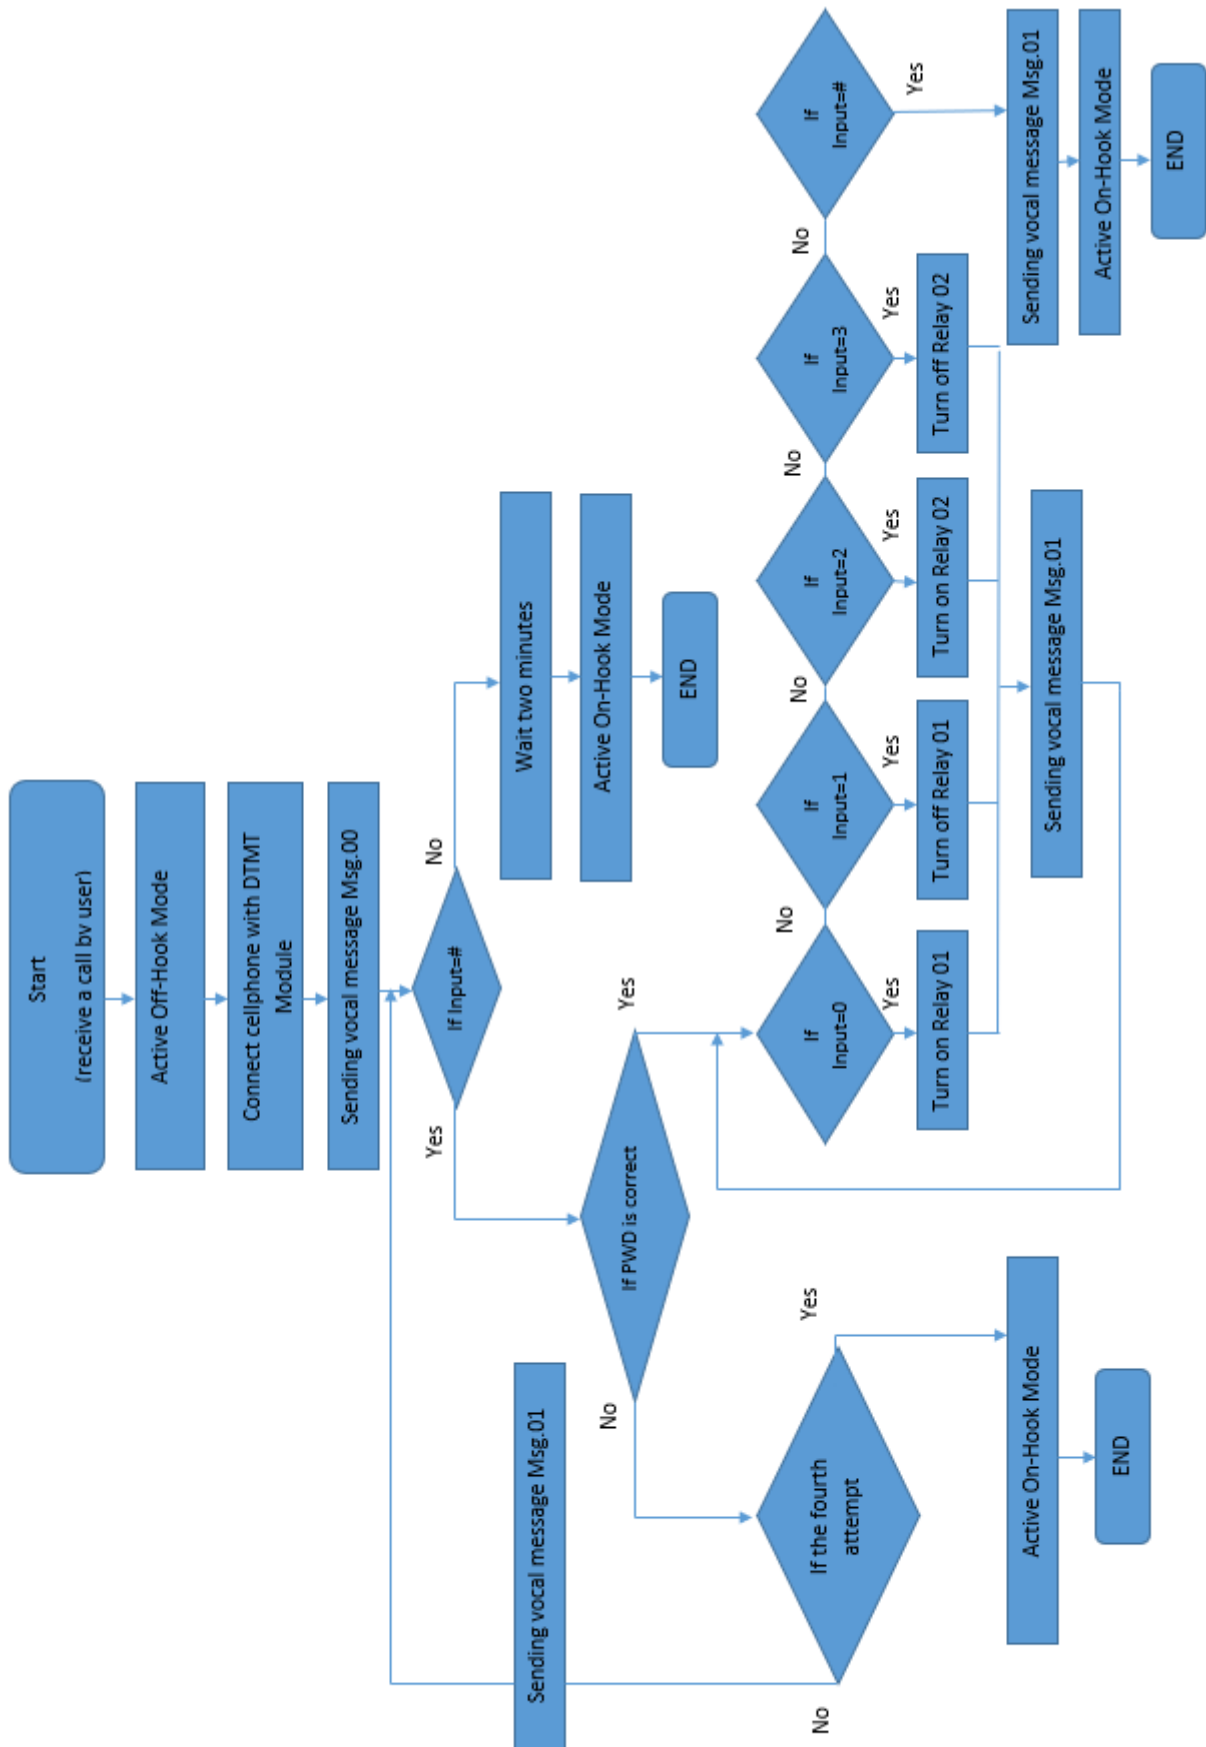 Start
(receive a call bv user)
Active Off-Hook Mode
Connect cellphone with DTMT
Module
Sending vocal message Msg.00
If Input=#
No
Yes
Wait two minutes
Active On-Hook Mode
END
Sending vocal message Msg.01
If PWD is correct
Yes
No
If the fourth
attempt
Yes
No
Active On-Hook Mode
END
If
Input=0
No
Yes
Turn on Relay 01
If
Input=1
No
Yes
Turn off Relay 01
If
Input=2
No
Yes
Turn on Relay 02
If
Input=3
No
Yes
Turn off Relay 02
Sending vocal message Msg.01
If
Input=#
Yes
Sending vocal message Msg.01
Active On-Hook Mode
END